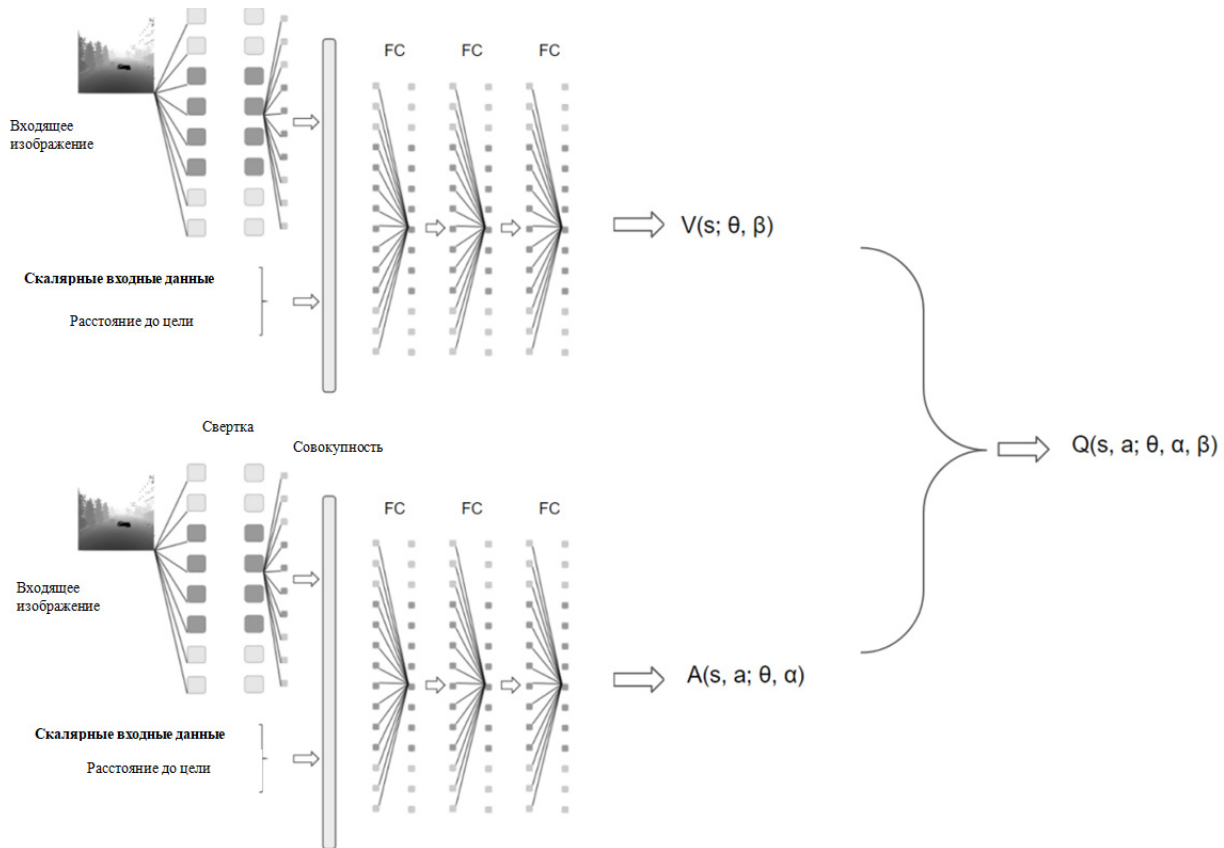 FC FC FC
Входящее
изображение
V(s; θ, β)
Скалярные входные данные
Расстояние до цели
Свертка
Совокупность
Q(s, a; θ, α, β)
FC FC FC
Входящее
изображение
A(s, a; θ, α)
Скалярные входные данные
Расстояние до цели